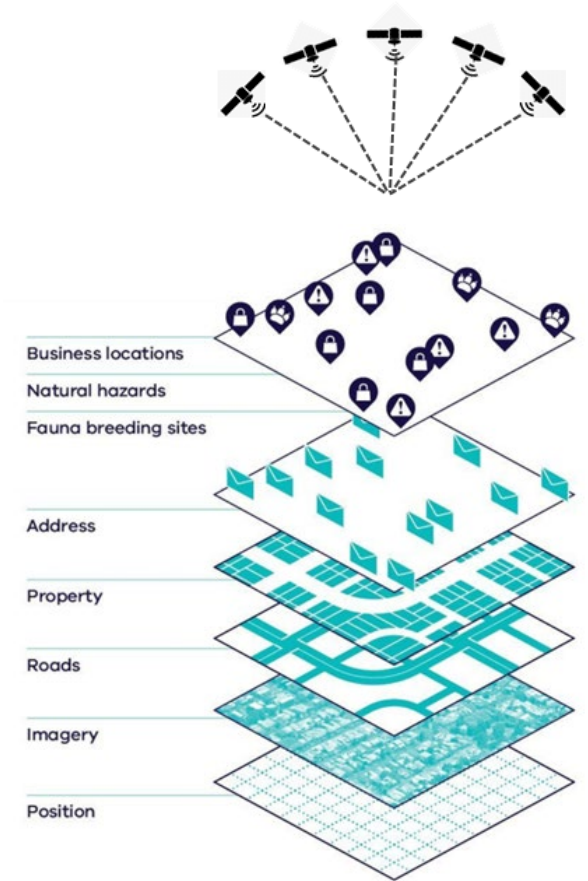 Business locations
Natural hazards
Fauna breeding sites
Address
Property
Roads
Imagery
Position